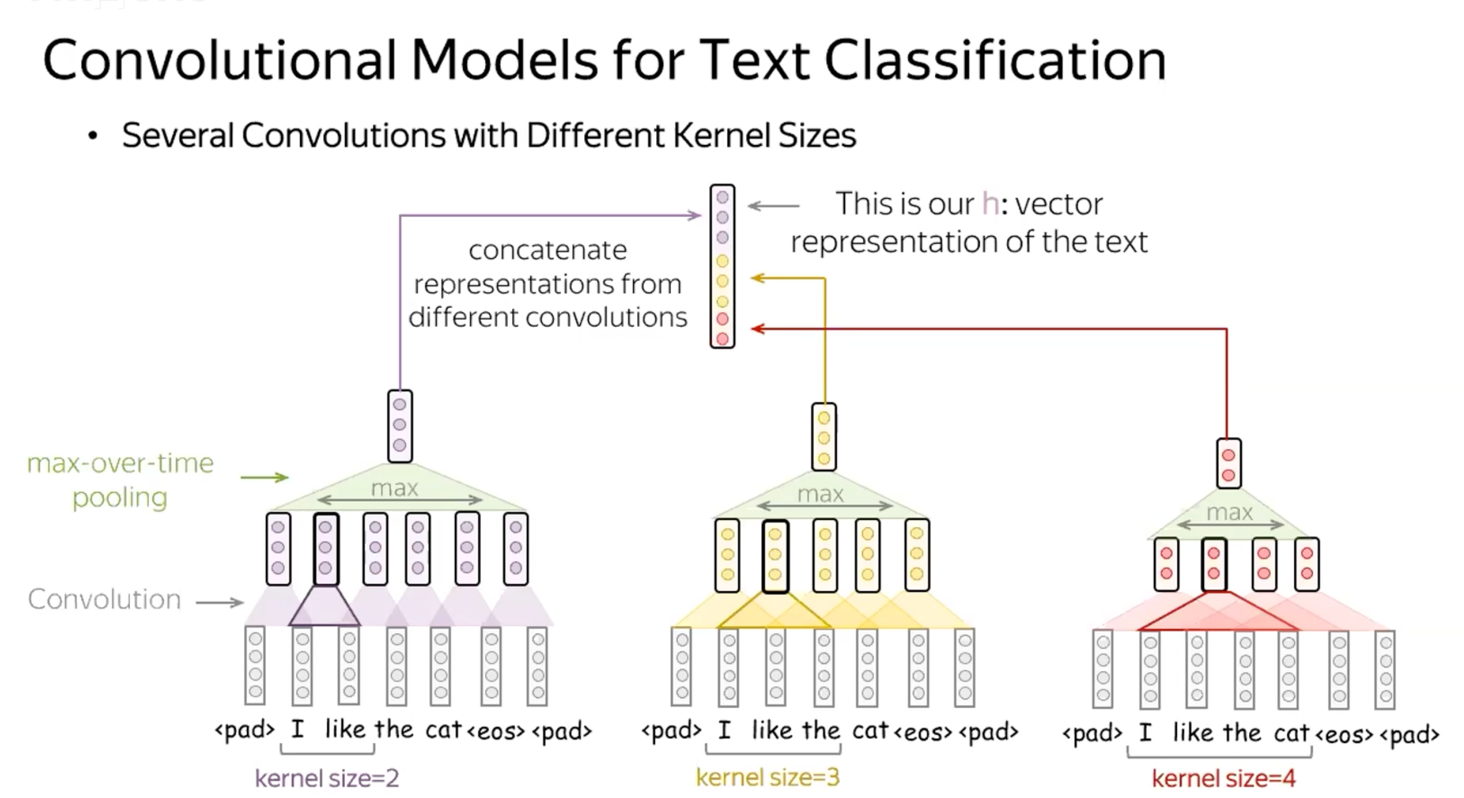 Convolutional Models for Text Classification
• Several Convolutions with Different Kernel Sizes
This is our h: vector
representation of the text
concatenate
representations from
different convolutions
max-over-time
pooling
max
max
max
Convolution
<pad> I like the cat <eos> <pad>
<pad> I like the cat <eos> <pad>
<pad> I like the cat <eos> <pad>
kernel size=2
kernel size=3
kernel size=4